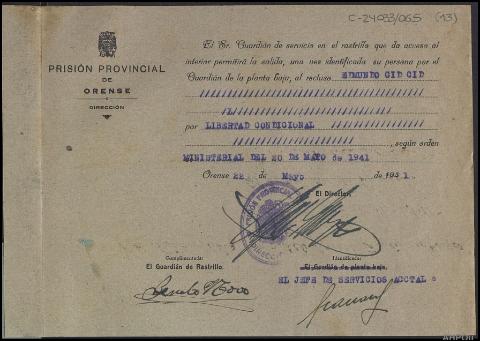 C-24033/065 (13)
PRISIÓN PROVINCIAL
DE
ORENSE
DIRECCIÓN
El Sr. Guardián de servicio en el rastrillo que da acceso al
interior permitirá la salida, una vez identificada su persona por el
Guardián de la planta baja, al recluso EDMUNDO CID CID
por LIBERTAD CONDICIONAL
, según orden
MINISTERIAL DEL 20 DE MAYO de 1941
Orense 22 de Mayo de 1941.
El Director,
Cumplimentada:
El Guardián de Rastrillo.
Identificado:
El Guardián de planta baja,
EL JEFE DE SERVICIOS ACCTAL